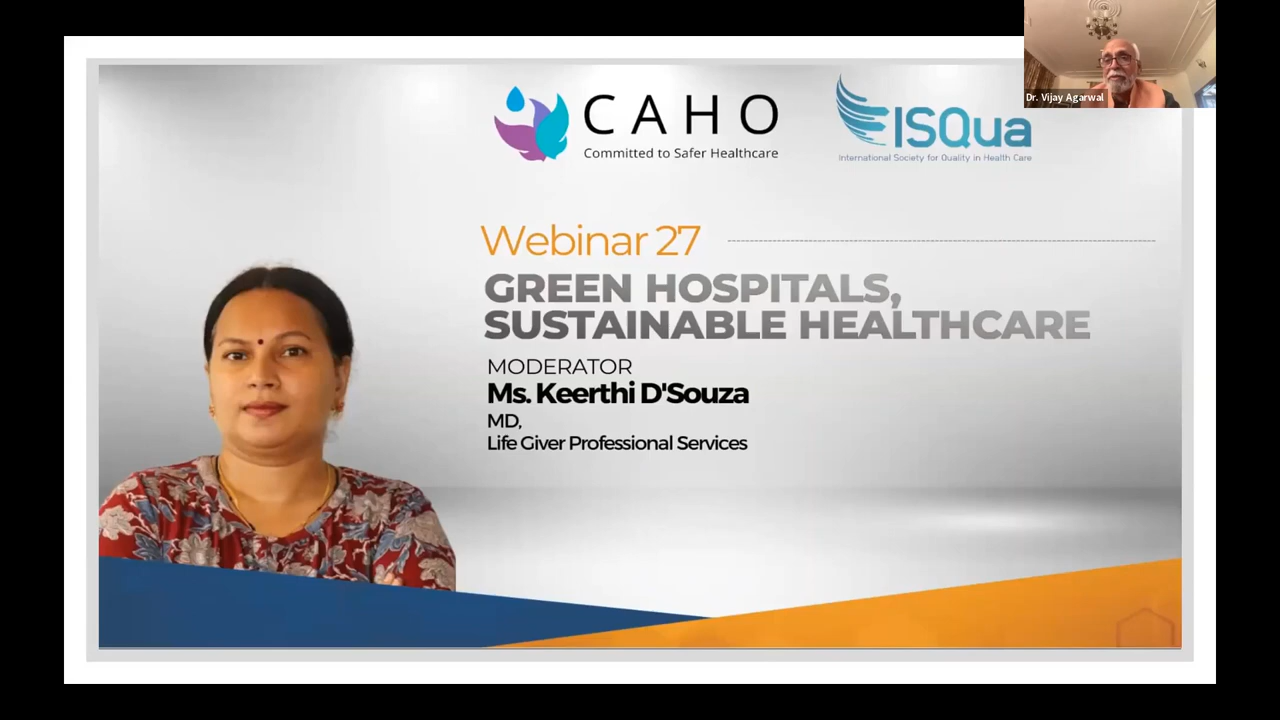 Dr. Vijay Agarwal
CAHO
Committed to Safer Healthcare
ISQua
International Society for Quality in Health Care
Webinar 27
GREEN HOSPITALS,
SUSTAINABLE HEALTHCARE
MODERATOR
Ms. Keerthi D'Souza
MD,
Life Giver Professional Services